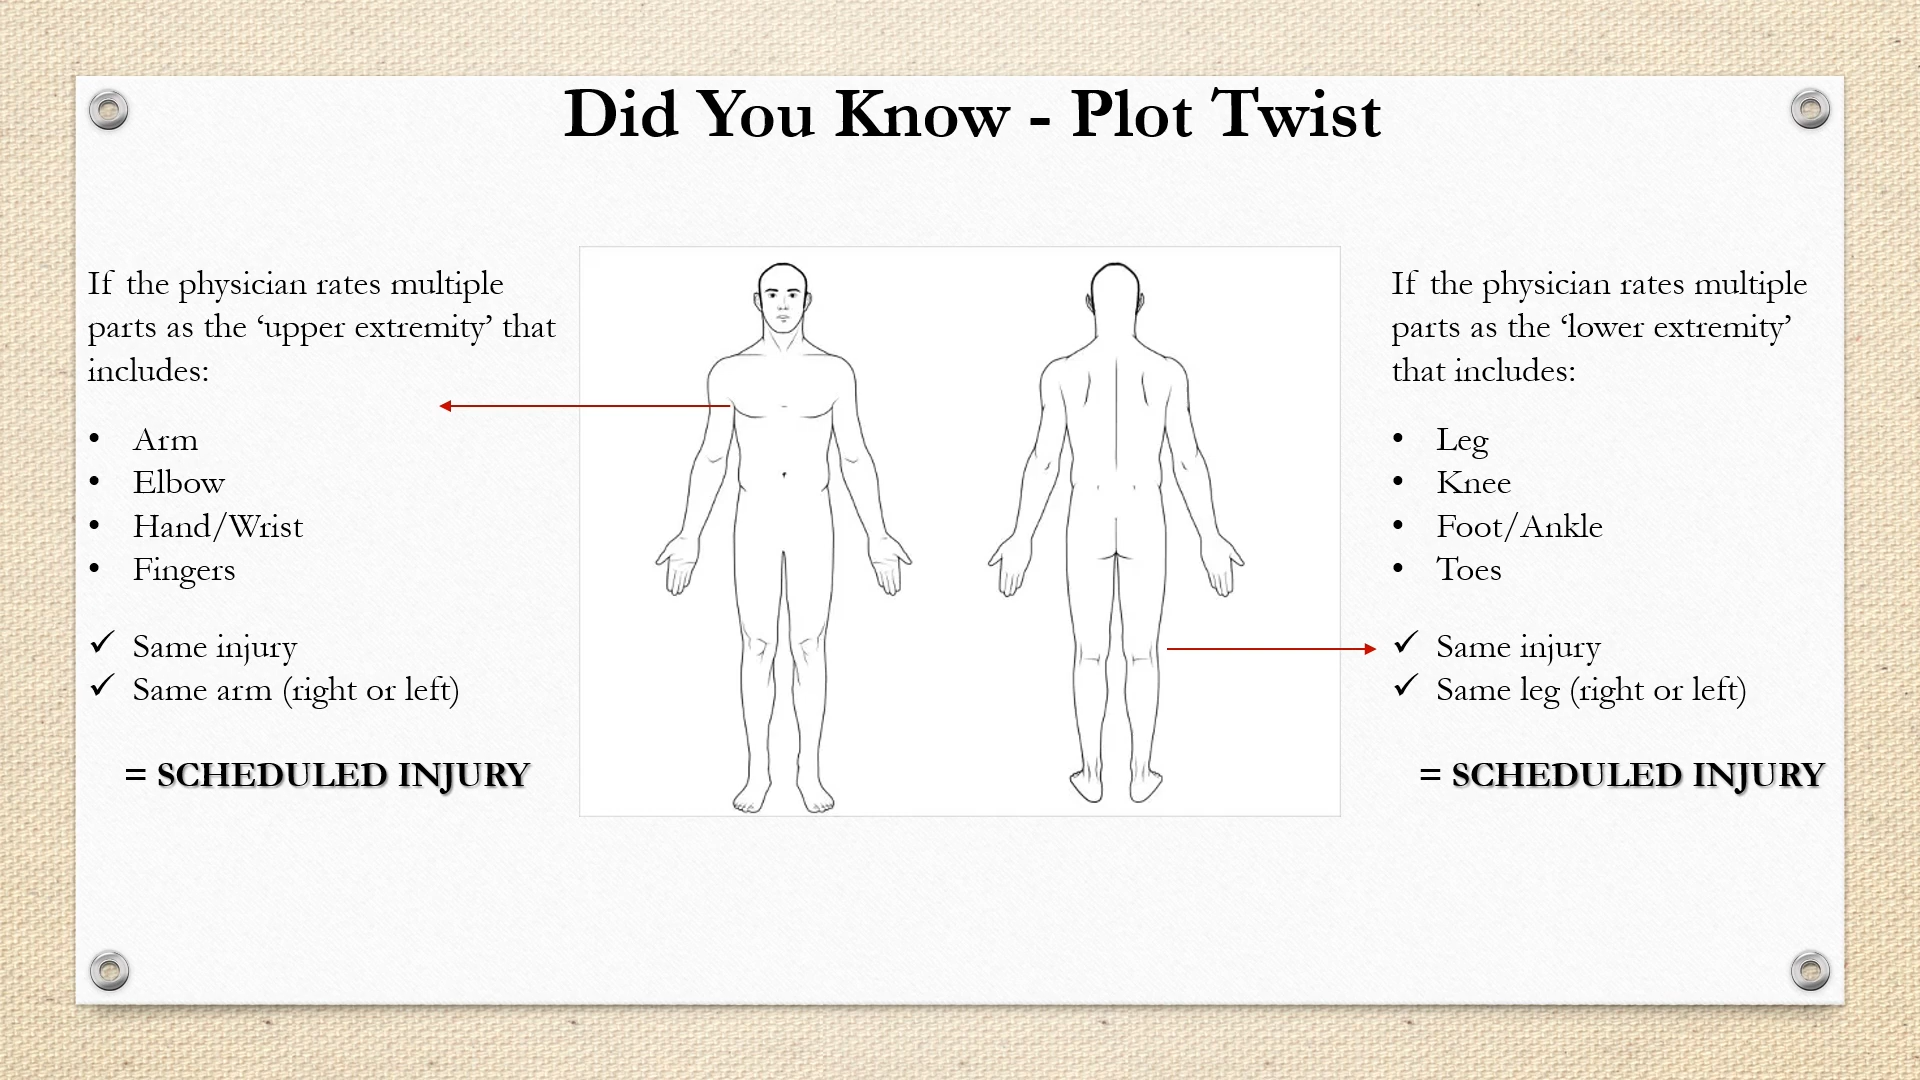 Did You Know - Plot Twist
If the physician rates multiple
parts as the ‘upper extremity’ that
includes:
• Arm
• Elbow
• Hand/Wrist
• Fingers
✓ Same injury
✓ Same arm (right or left)
= SCHEDULED INJURY
If the physician rates multiple
parts as the ‘lower extremity’
that includes:
• Leg
• Knee
• Foot/Ankle
• Toes
✓ Same injury
✓ Same leg (right or left)
= SCHEDULED INJURY